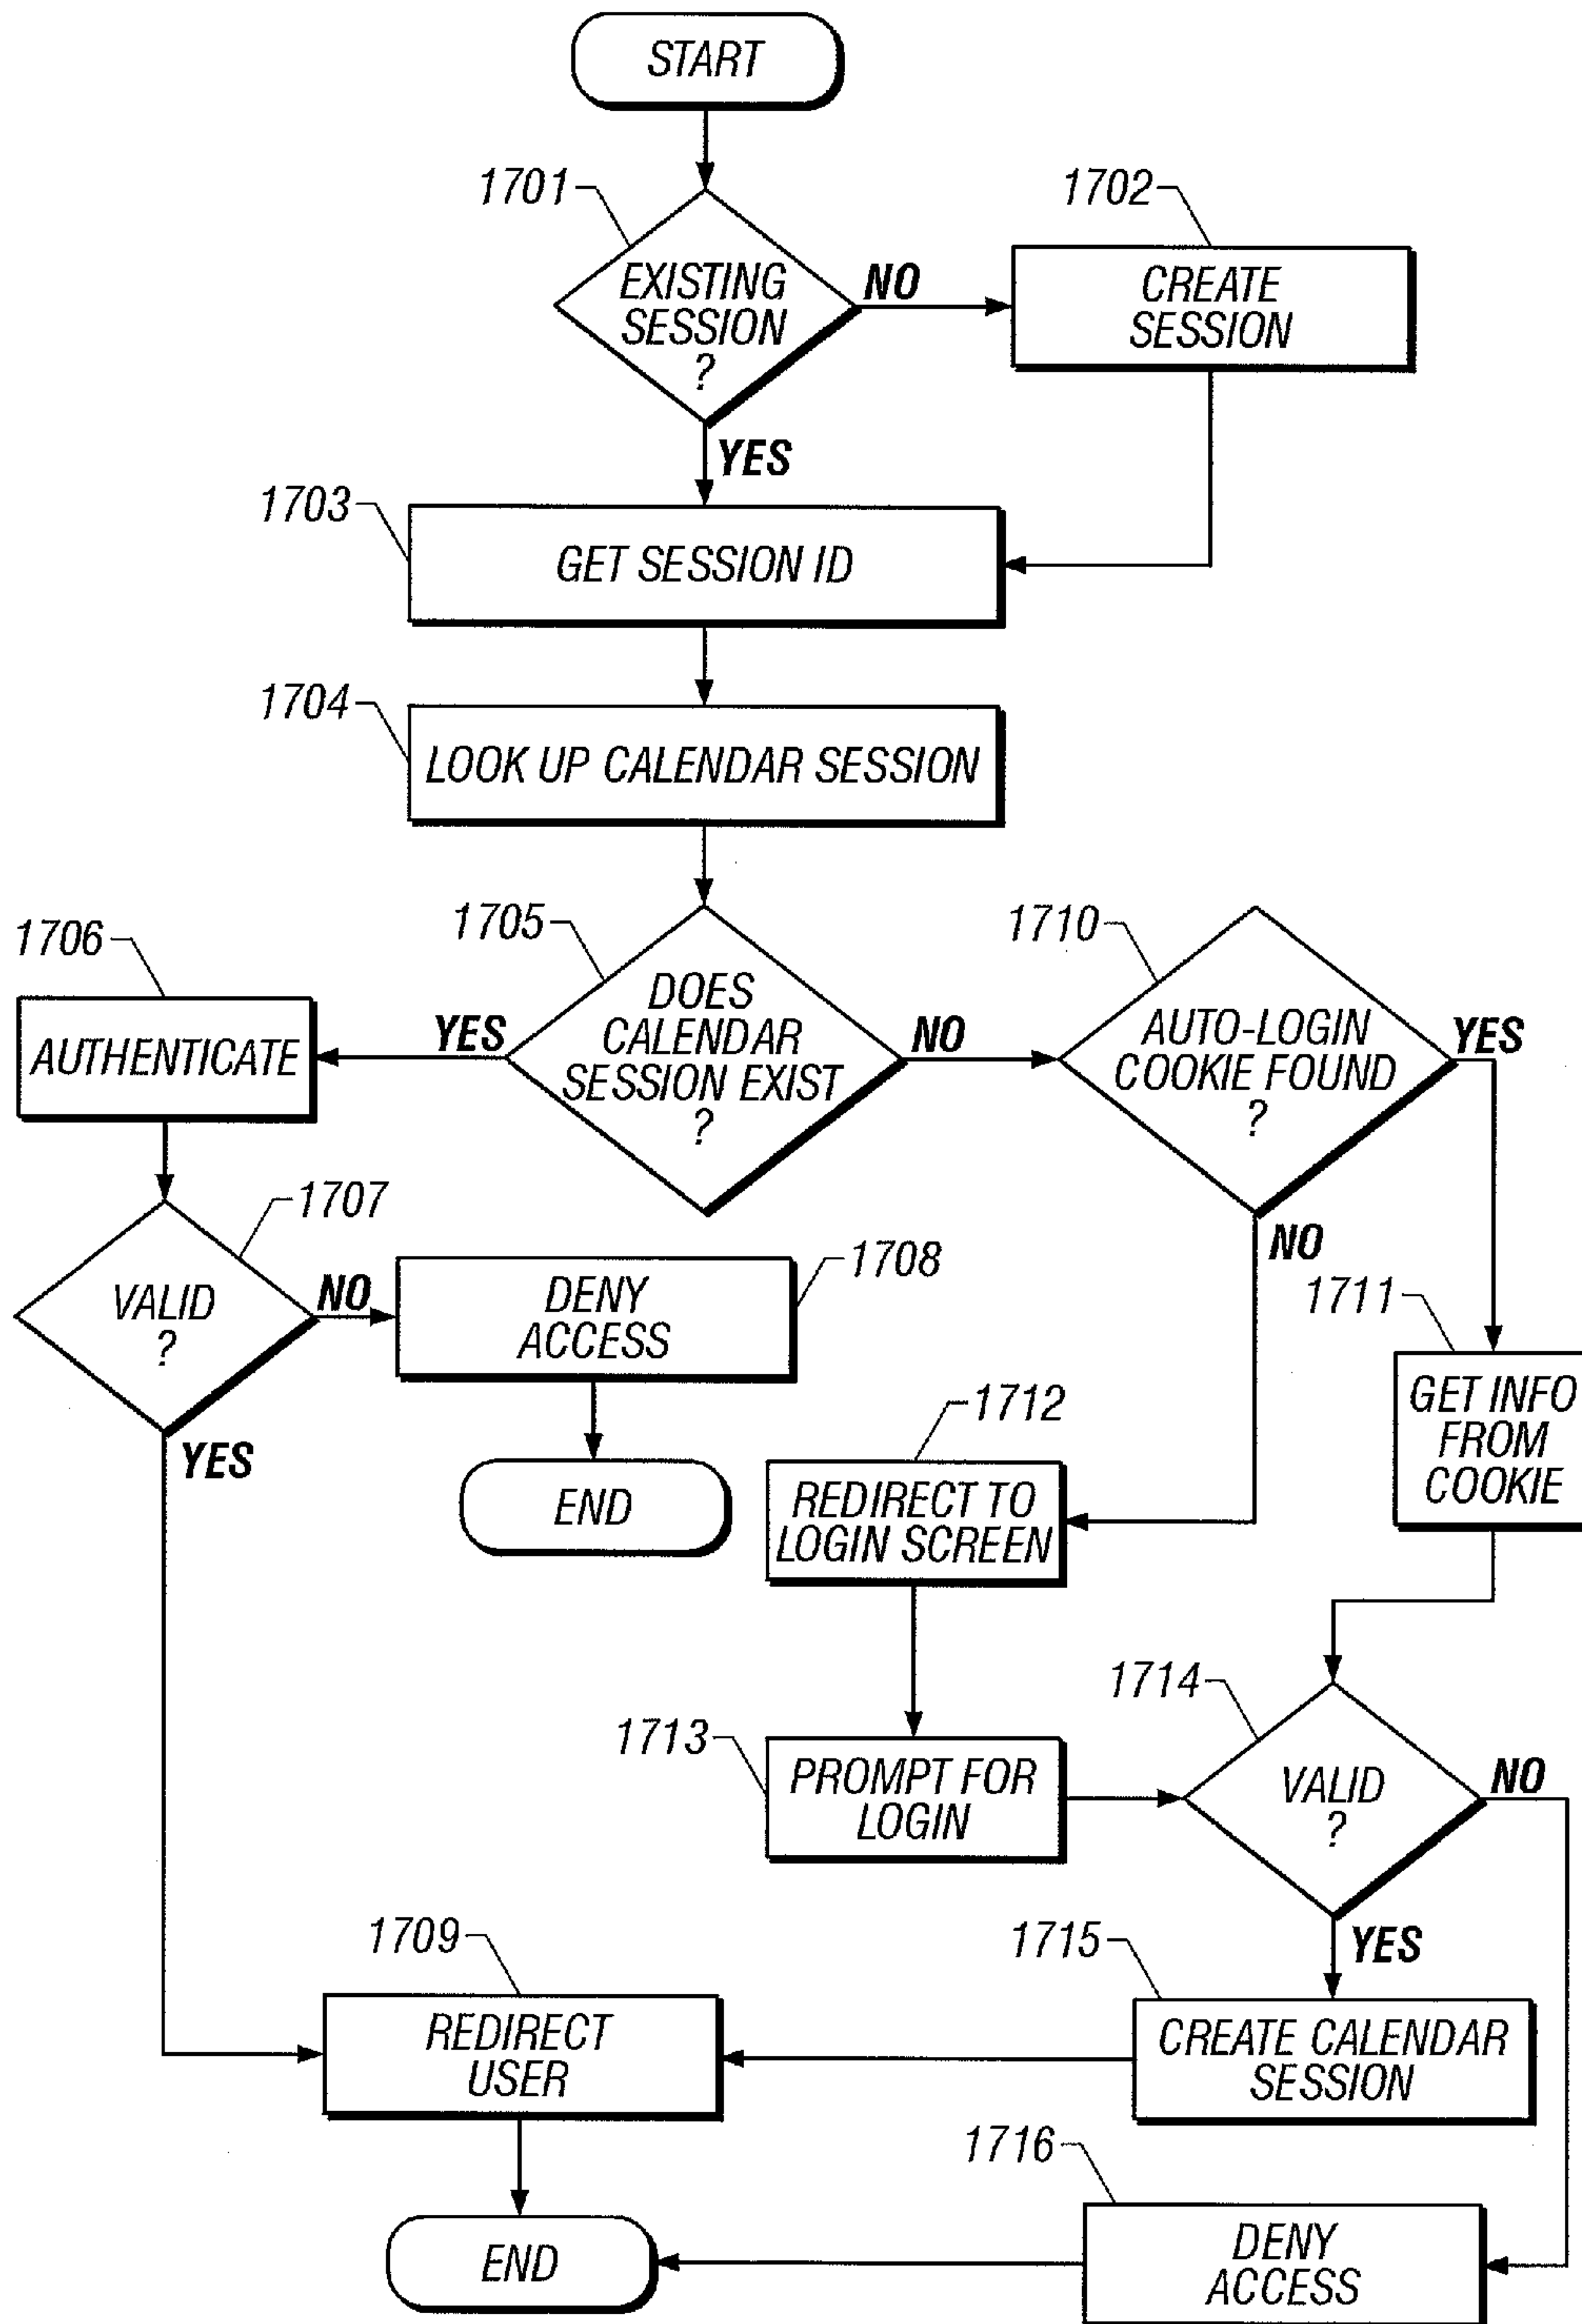 START
1701
1702
EXISTING
SESSION
?
NO
CREATE
SESSION
YES
1703
GET SESSION ID
1704
LOOK UP CALENDAR SESSION
1705
1710
1706
DOES
CALENDAR
SESSION EXIST
?
YES
NO
AUTO-LOGIN
COOKIE FOUND
?
YES
AUTHENTICATE
1707
NO
VALID
?
NO
DENY
ACCESS
1708
1711
GET INFO
FROM
COOKIE
YES
END
1712
REDIRECT TO
LOGIN SCREEN
1714
1713
PROMPT FOR
LOGIN
VALID
?
NO
YES
1709
1715
REDIRECT
USER
CREATE CALENDAR
SESSION
1716
END
DENY
ACCESS